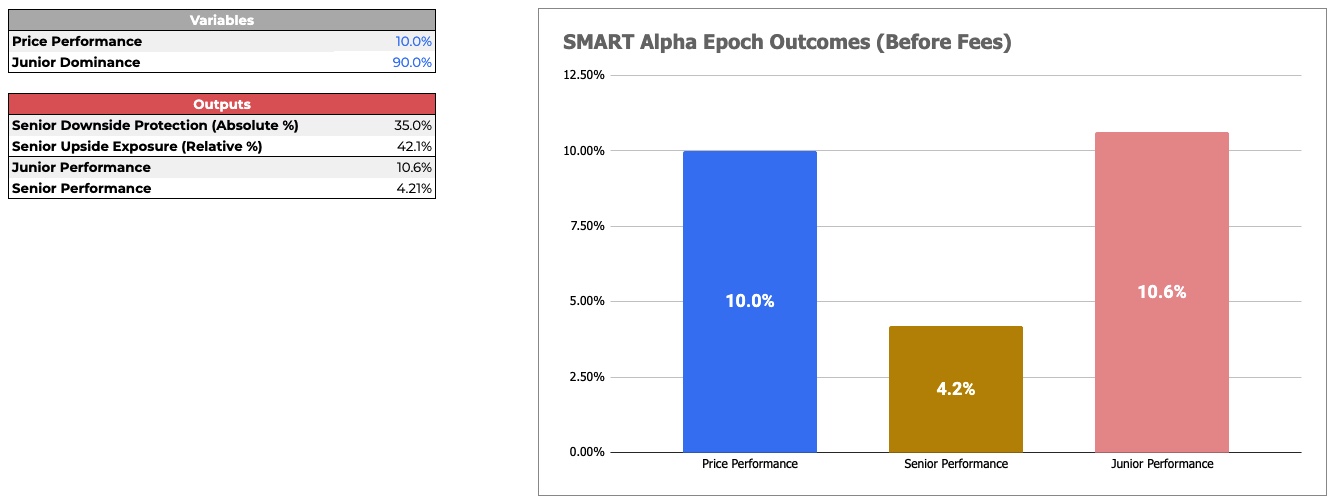 Variables
Price Performance 10.0%
Junior Dominance 90.0%
Outputs
Senior Downside Protection (Absolute %) 35.0%
Senior Upside Exposure (Relative %) 42.1%
Junior Performance 10.6%
Senior Performance 4.21%
SMART Alpha Epoch Outcomes (Before Fees)
12.50%
10.00%
7.50%
5.00%
2.50%
0.00%
10.0%
4.2%
10.6%
Price Performance Senior Performance Junior Performance